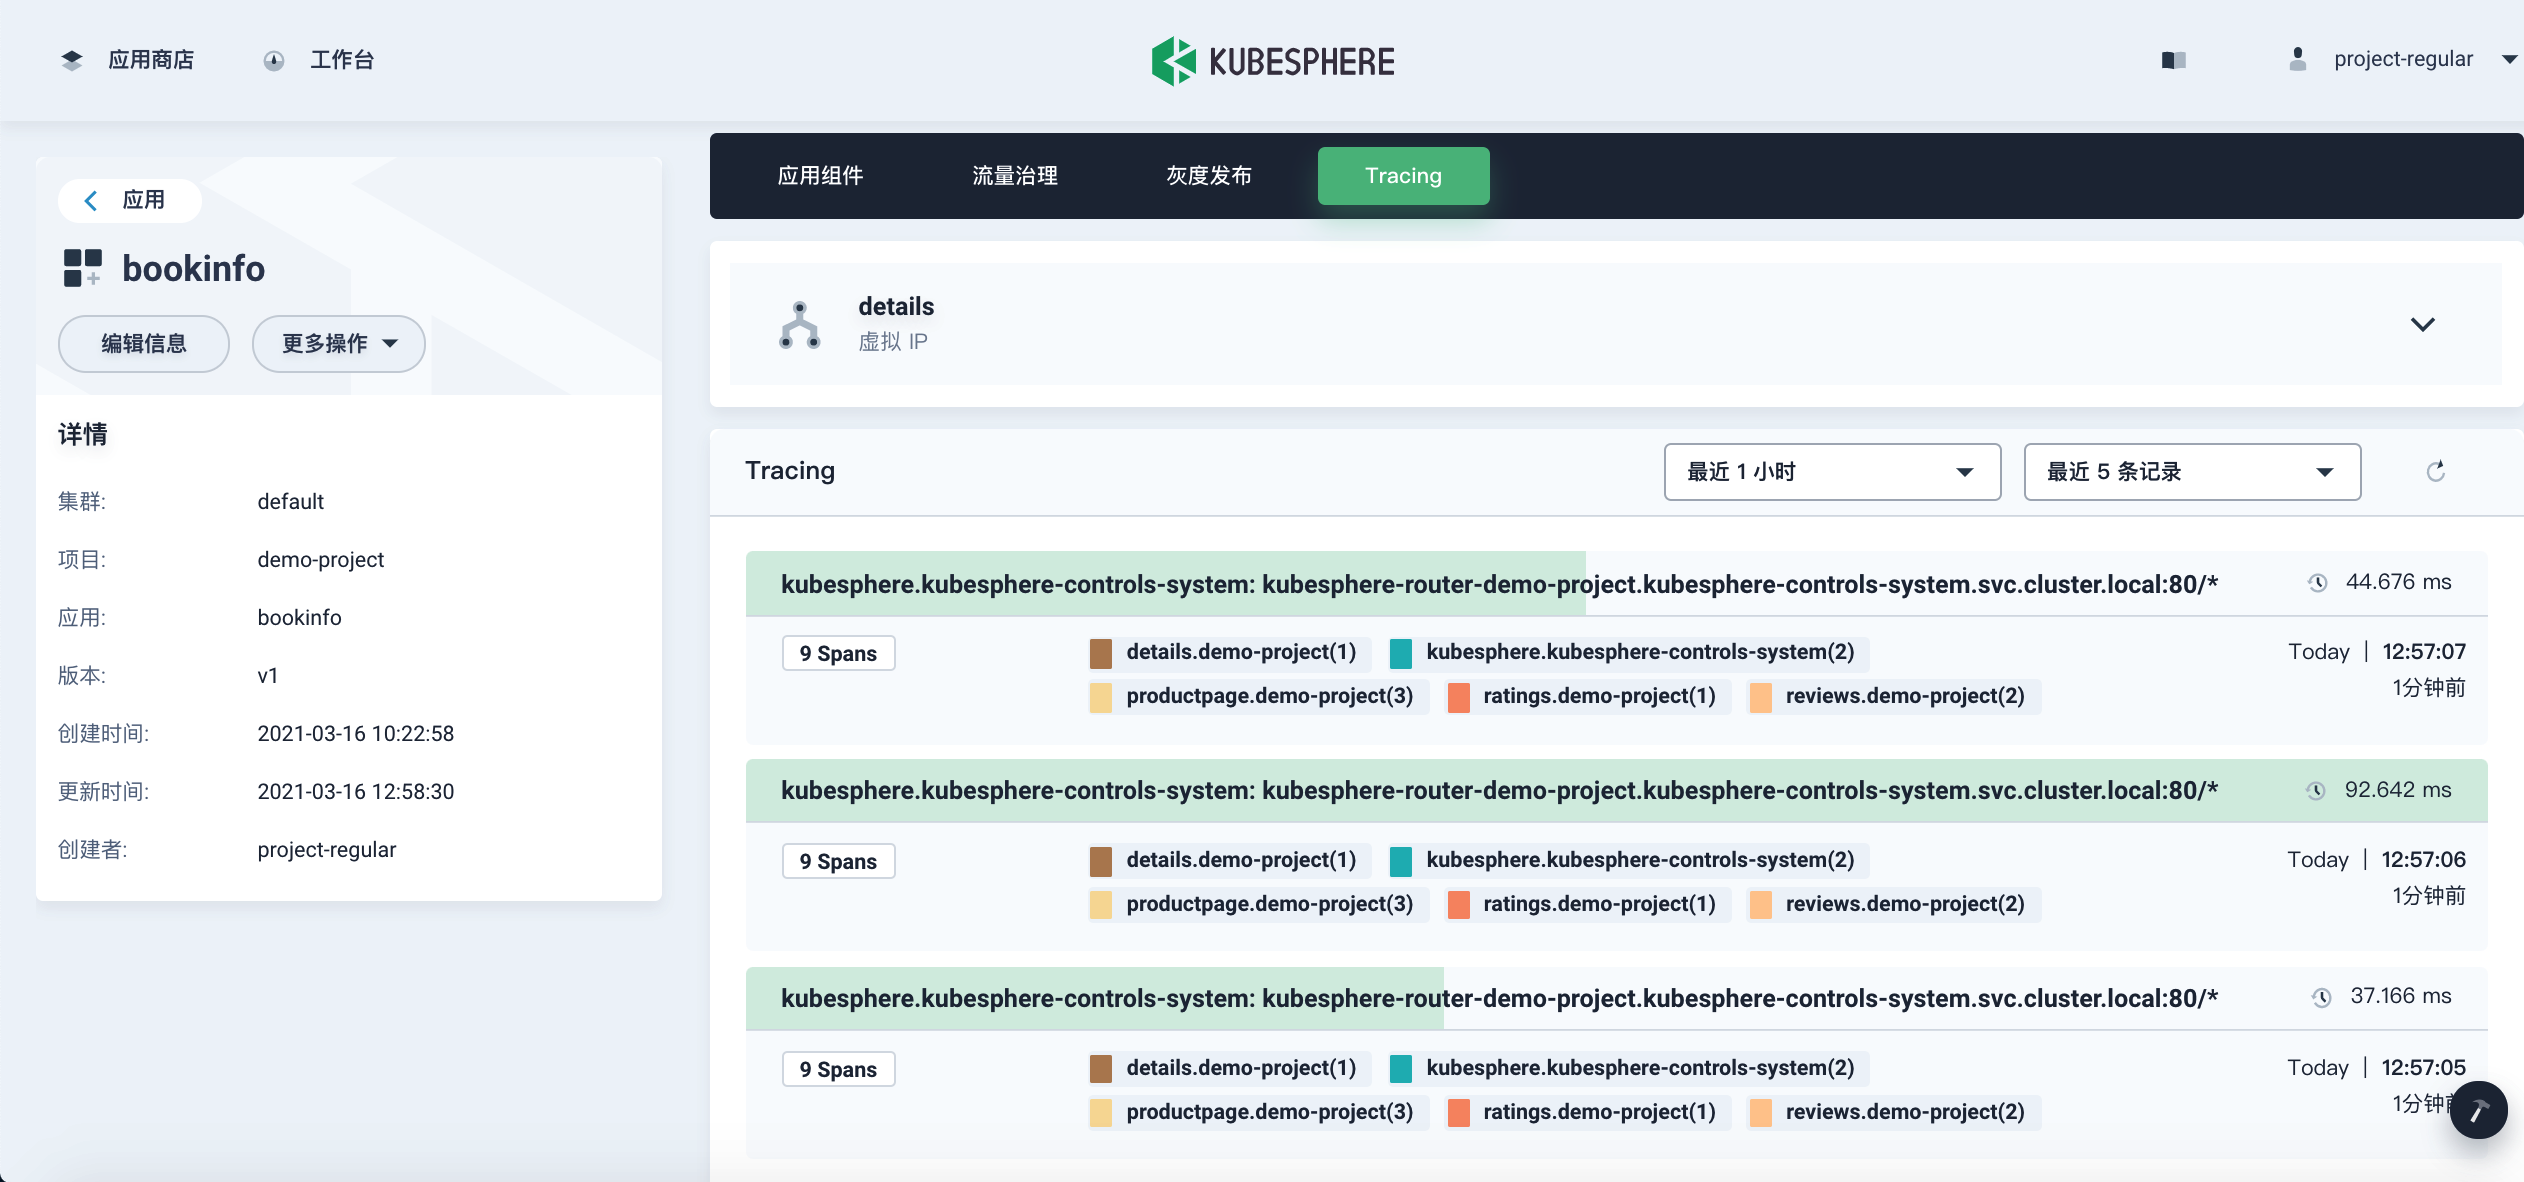 应用商店
工作台
KUBESPHERE
project-regular
应用
bookinfo
编辑信息
更多操作
详情
集群: default
项目: demo-project
应用: bookinfo
版本: v1
创建时间: 2021-03-16 10:22:58
更新时间: 2021-03-16 12:58:30
创建者: project-regular
应用组件
流量治理
灰度发布
Tracing
details
虚拟 IP
Tracing
最近 1 小时
最近 5 条记录
kubesphere.kubesphere-controls-system: kubesphere-router-demo-project.kubesphere-controls-system.svc.cluster.local:80/* 44.676 ms
9 Spans
details.demo-project(1) kubesphere.kubesphere-controls-system(2)
productpage.demo-project(3) ratings.demo-project(1) reviews.demo-project(2)
Today | 12:57:07
1分钟前
kubesphere.kubesphere-controls-system: kubesphere-router-demo-project.kubesphere-controls-system.svc.cluster.local:80/* 92.642 ms
9 Spans
details.demo-project(1) kubesphere.kubesphere-controls-system(2)
productpage.demo-project(3) ratings.demo-project(1) reviews.demo-project(2)
Today | 12:57:06
1分钟前
kubesphere.kubesphere-controls-system: kubesphere-router-demo-project.kubesphere-controls-system.svc.cluster.local:80/* 37.166 ms
9 Spans
details.demo-project(1) kubesphere.kubesphere-controls-system(2)
productpage.demo-project(3) ratings.demo-project(1) reviews.demo-project(2)
Today | 12:57:05
1分钟前